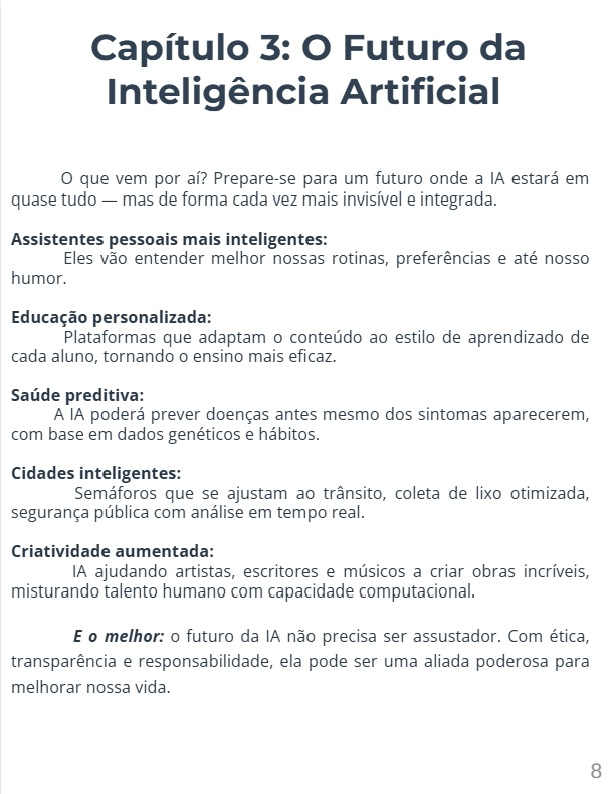 Capítulo 3: O Futuro da
Inteligência Artificial
O que vem por aí? Prepare-se para um futuro onde a IA estará em
quase tudo — mas de forma cada vez mais invisível e integrada.
Assistentes pessoais mais inteligentes:
Eles vão entender melhor nossas rotinas, preferências e até nosso
humor.
Educação personalizada:
Plataformas que adaptam o conteúdo ao estilo de aprendizado de
cada aluno, tornando o ensino mais eficaz.
Saúde preditiva:
A IA poderá prever doenças antes mesmo dos sintomas aparecerem,
com base em dados genéticos e hábitos.
Cidades inteligentes:
Semáforos que se ajustam ao trânsito, coleta de lixo otimizada,
segurança pública com análise em tempo real.
Criatividade aumentada:
IA ajudando artistas, escritores e músicos a criar obras incríveis,
misturando talento humano com capacidade computacional.
E o melhor: o futuro da IA não precisa ser assustador. Com ética,
transparência e responsabilidade, ela pode ser uma aliada poderosa para
melhorar nossa vida.
8